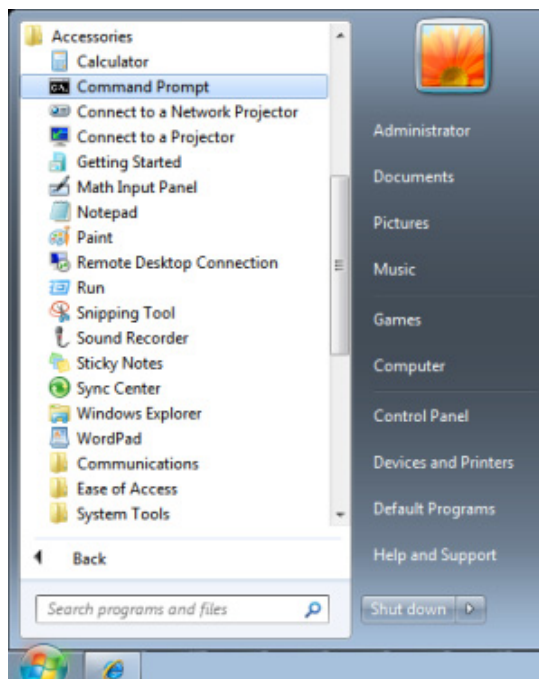 Accessories
Calculator
Command Prompt
Connect to a Network Projector
Connect to a Projector
Getting Started
Math Input Panel
Notepad
Paint
Remote Desktop Connection
Run
Snipping Tool
Sound Recorder
Sticky Notes
Sync Center
Windows Explorer
WordPad
Communications
Ease of Access
System Tools
Back
Search programs and files
Administrator
Documents
Pictures
Music
Games
Computer
Control Panel
Devices and Printers
Default Programs
Help and Support
Shut down